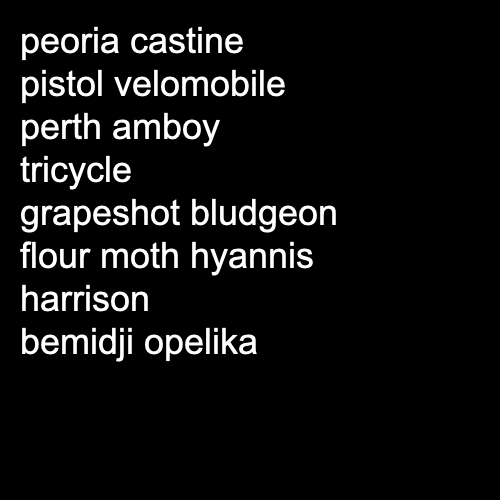 peoria castine
pistol velomobile
perth amboy
tricycle
grapeshot bludgeon
flour moth hyannis
harrison
bemidji opelika